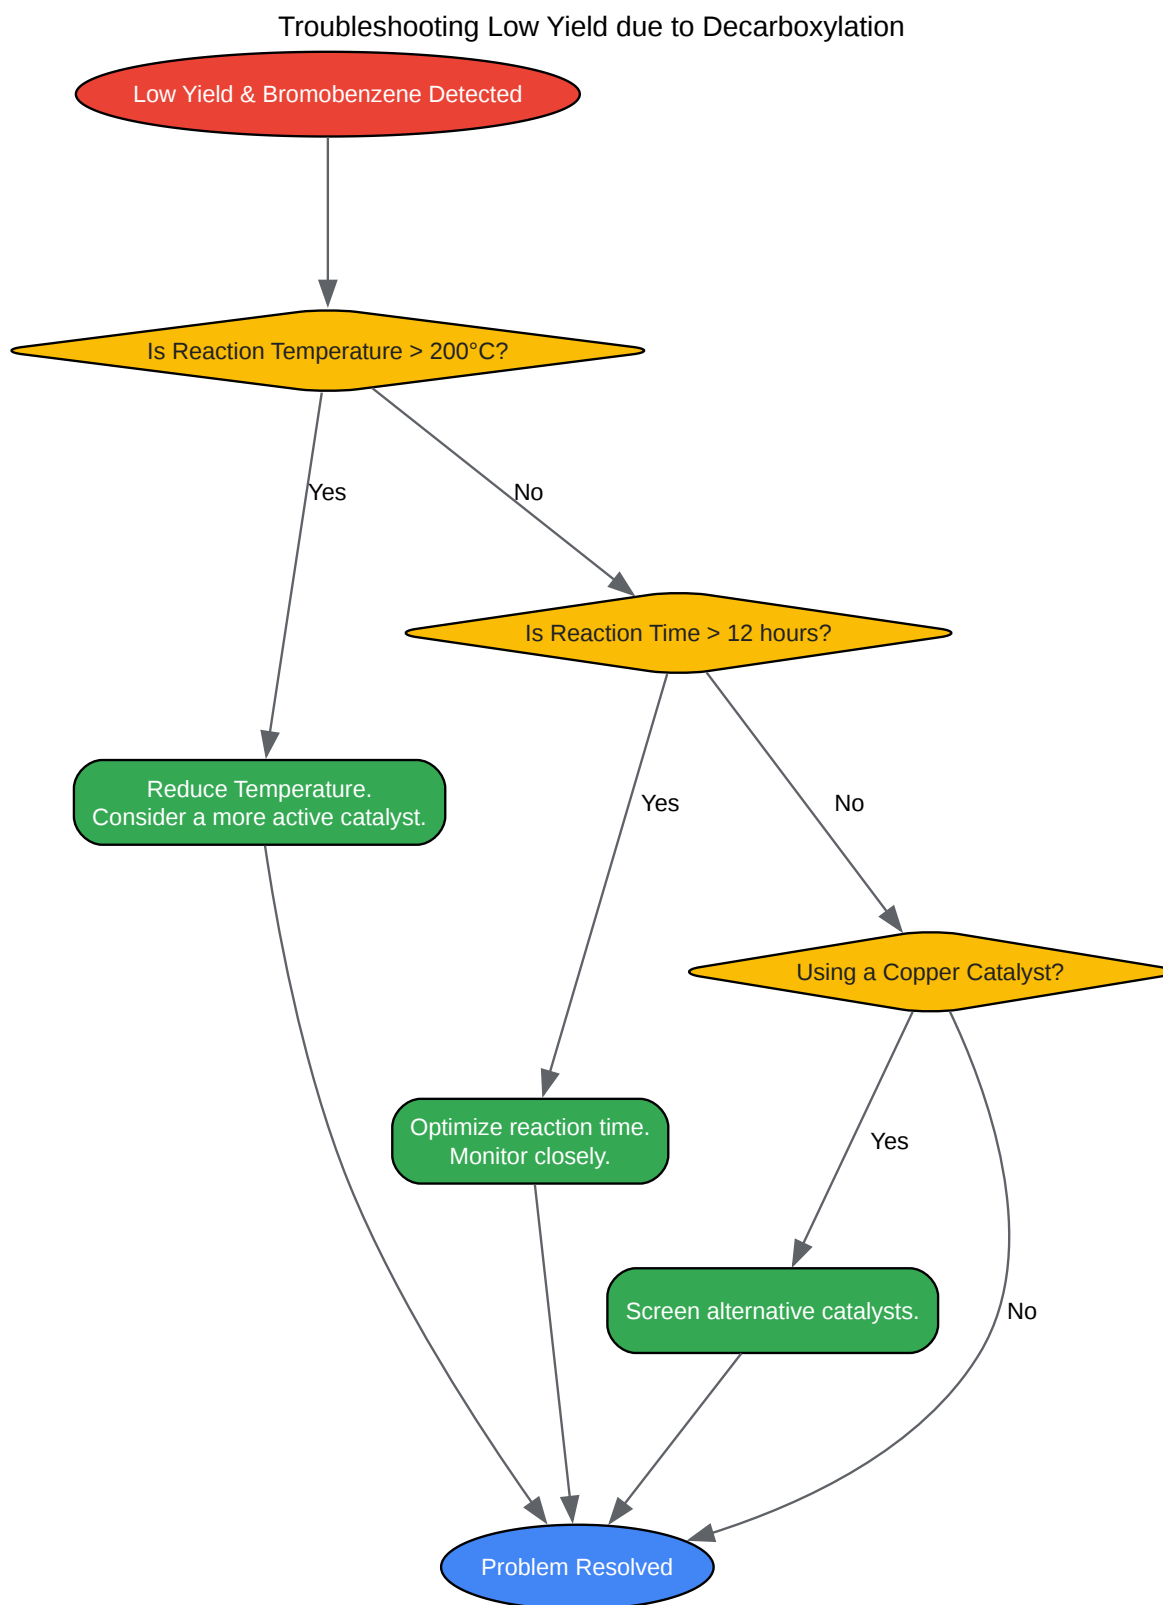 Troubleshooting Low Yield due to Decarboxylation
Low Yield & Bromobenzene Detected
Is Reaction Temperature > 200°C?
Yes
No
Is Reaction Time > 12 hours?
Reduce Temperature.
Consider a more active catalyst.
Yes
No
Using a Copper Catalyst?
Optimize reaction time.
Monitor closely.
Yes
Screen alternative catalysts.
No
Problem Resolved